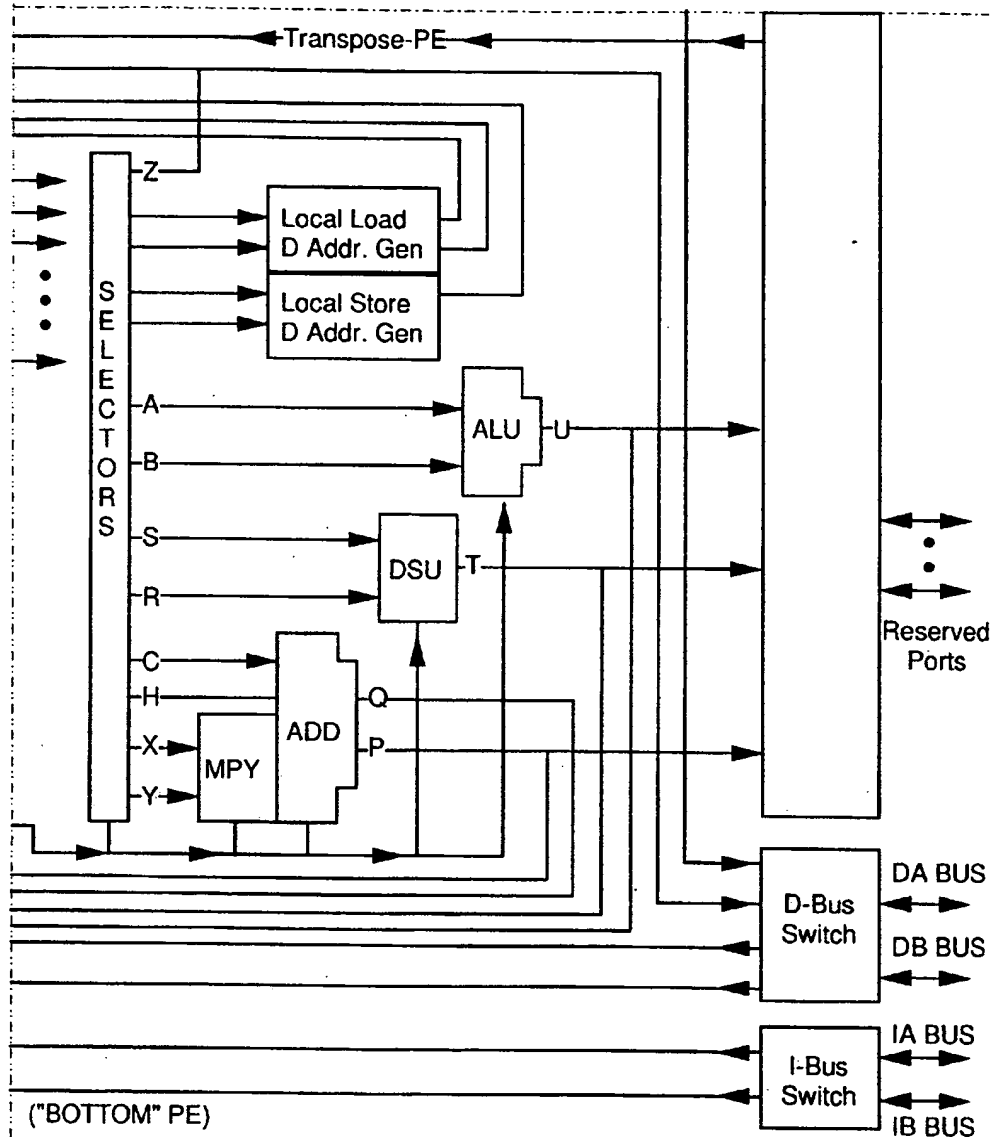 Transpose-PE
Z
Local Load
D Addr. Gen
Local Store
D Addr. Gen
SELECTORS
A
B
ALU
U
S
R
DSU
T
C
H
X
Y
MPY
ADD
Q
P
Reserved
Ports
D-Bus
Switch
DA BUS
DB BUS
I-Bus
Switch
IA BUS
IB BUS
("BOTTOM" PE)